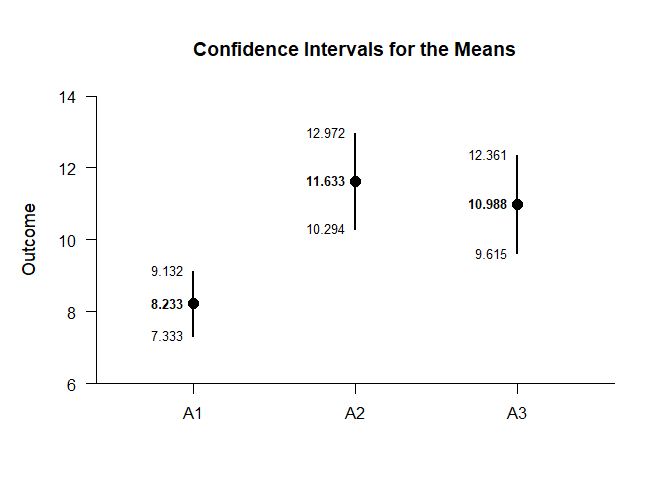 Confidence Intervals for the Means
Outcome
14
12
10
8
6
9.132
8.233
7.333
12.972
11.633
10.294
12.361
10.988
9.615
A1
A2
A3